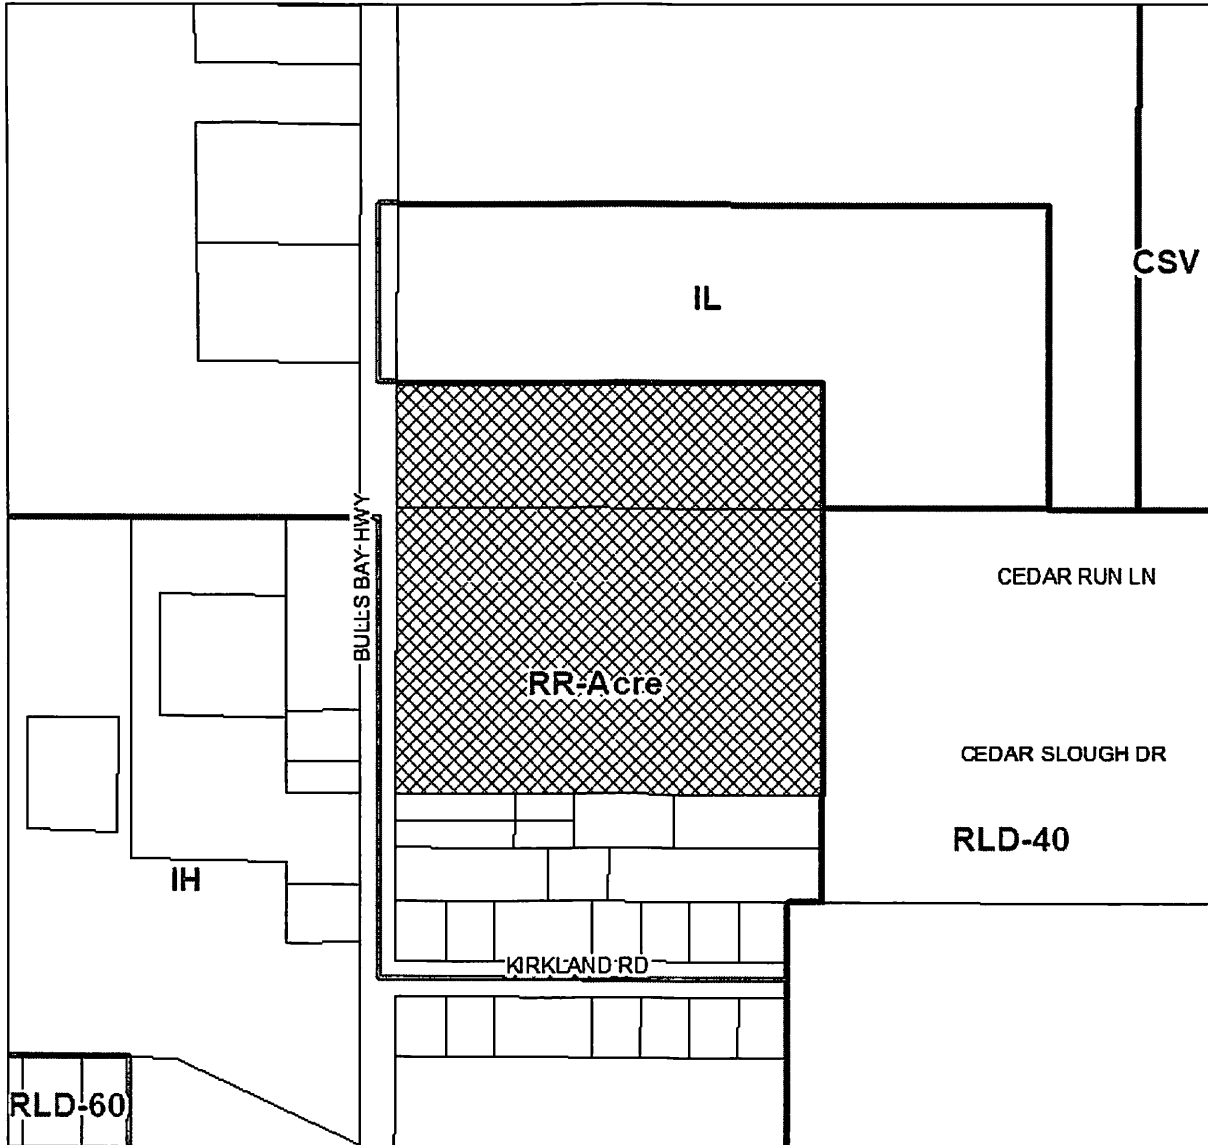 CSV
IL
BULLS BAY HWY
CEDAR RUN LN
RR-Acre
CEDAR SLOUGH DR
RLD-40
IH
KIRKLAND RD
RLD-60